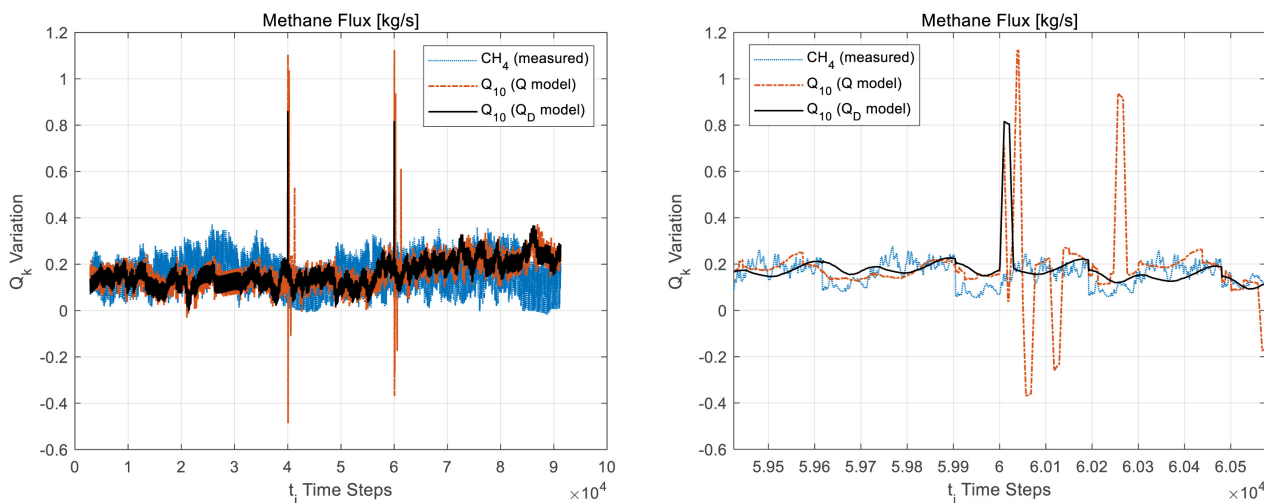 Methane Flux [kg/s]
1.2
1
0.8
0.6
0.4
0.2
0
-0.2
-0.4
-0.6
Q_k Variation
CH_4 (measured)
Q_10 (Q model)
Q_10 (Q_D model)
0 1 2 3 4 5 6 7 8 9 10
t_i Time Steps
×10^4
Methane Flux [kg/s]
1.2
1
0.8
0.6
0.4
0.2
0
-0.2
-0.4
-0.6
Q_k Variation
CH_4 (measured)
Q_10 (Q model)
Q_10 (Q_D model)
5.95 5.96 5.97 5.98 5.99 6 6.01 6.02 6.03 6.04 6.05
t_i Time Steps
×10^4